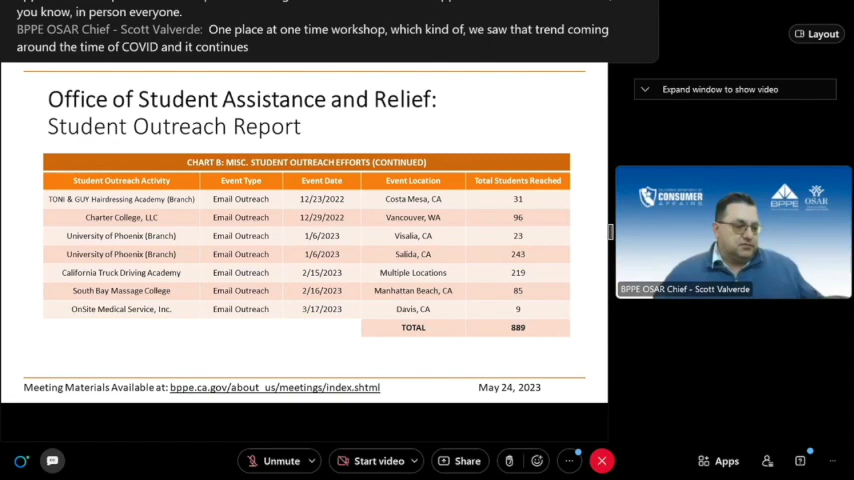 you know, in person everyone.
BPPE OSAR Chief - Scott Valverde: One place at one time workshop, which kind of, we saw that trend coming
around the time of COVID and it continues
Layout
Expand window to show video
Office of Student Assistance and Relief:
Student Outreach Report
CHART B: MISC. STUDENT OUTREACH EFFORTS (CONTINUED)
Student Outreach Activity Event Type Event Date Event Location Total Students Reached
TONI & GUY Hairdressing Academy (Branch) Email Outreach 12/23/2022 Costa Mesa, CA 31
Charter College, LLC Email Outreach 12/29/2022 Vancouver, WA 96
University of Phoenix (Branch) Email Outreach 1/6/2023 Visalia, CA 23
University of Phoenix (Branch) Email Outreach 1/6/2023 Salida, CA 243
California Truck Driving Academy Email Outreach 2/15/2023 Multiple Locations 219
South Bay Massage College Email Outreach 2/16/2023 Manhattan Beach, CA 85
OnSite Medical Service, Inc. Email Outreach 3/17/2023 Davis, CA 9
TOTAL 889
Meeting Materials Available at: bppe.ca.gov/about_us/meetings/index.shtml May 24, 2023
CONSUMER
AFFAIRS
BPPE
OSAR
BPPE OSAR Chief - Scott Valverde
Unmute
Start video
Share
Apps